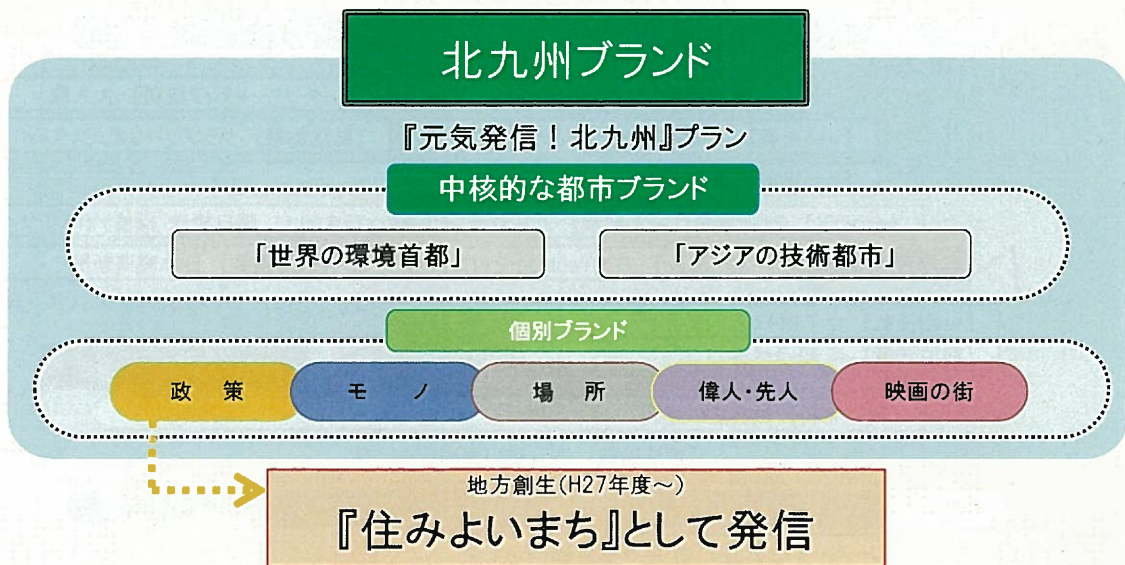 北九州ブランド
『元気発信！北九州』プラン
中核的な都市ブランド
「世界の環境首都」
「アジアの技術都市」
個別ブランド
政　策
モ　ノ
場　所
偉人・先人
映画の街
地方創生(H27年度～)
『住みよいまち』として発信